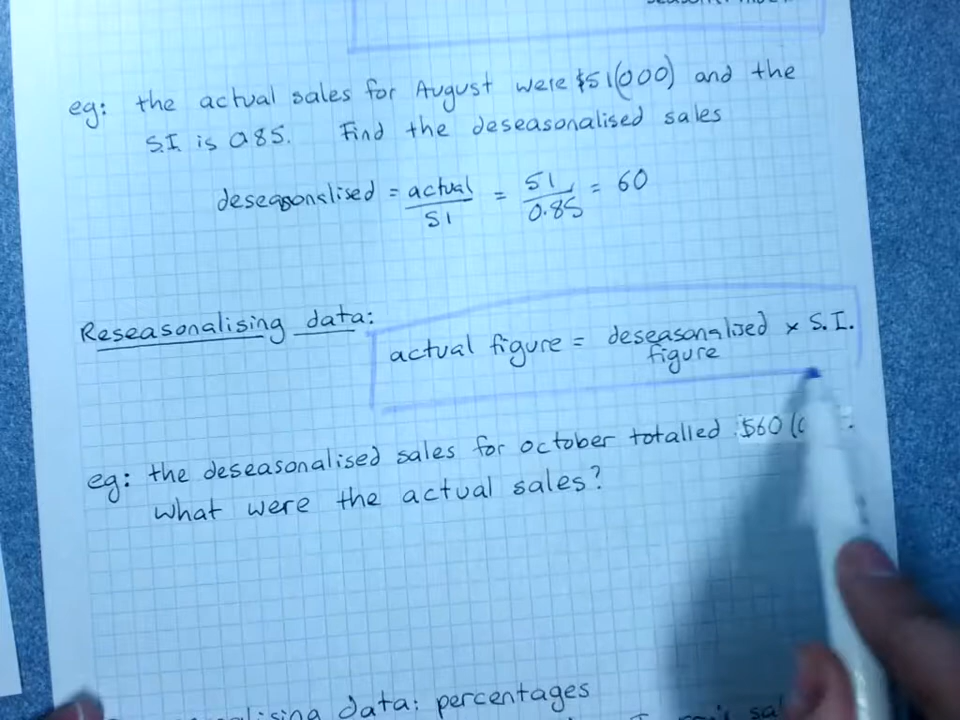 eg: the actual sales for August were $51(000) and the
S.I. is 0.85. Find the deseasonalised sales
deseasonalised = actual/SI = 51/0.85 = 60
Reseasonalising data:
actual figure = deseasonalised figure × S.I.
eg: the deseasonalised sales for october totalled $60
What were the actual sales?
data: percentages